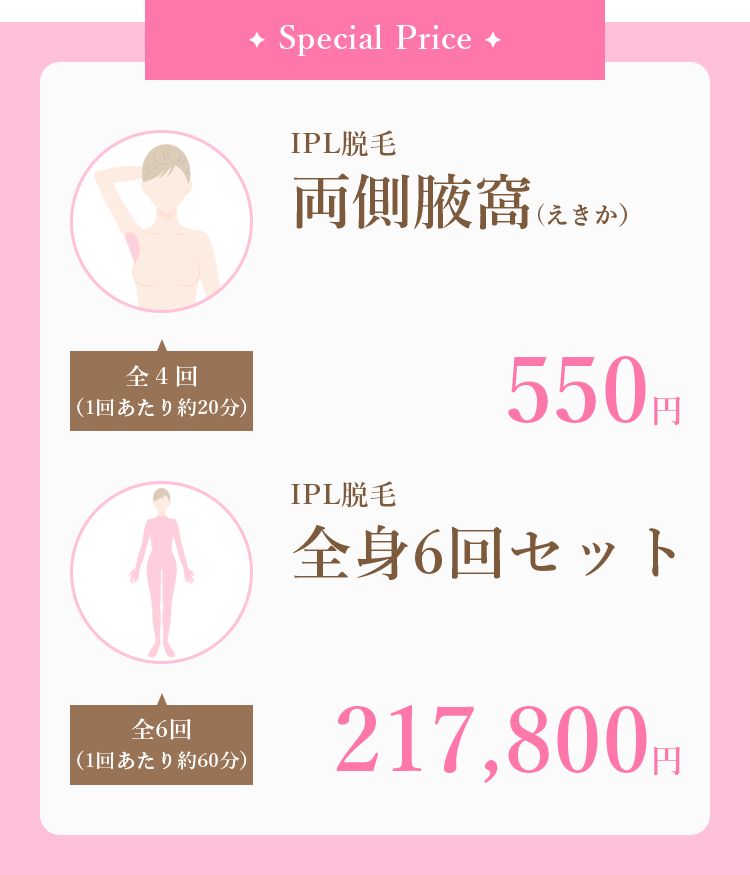 Special Price
IPL脱毛
両側腋窩(えきか)
全4回
(1回あたり約20分)
550円
IPL脱毛
全身6回セット
全6回
(1回あたり約60分)
217,800円